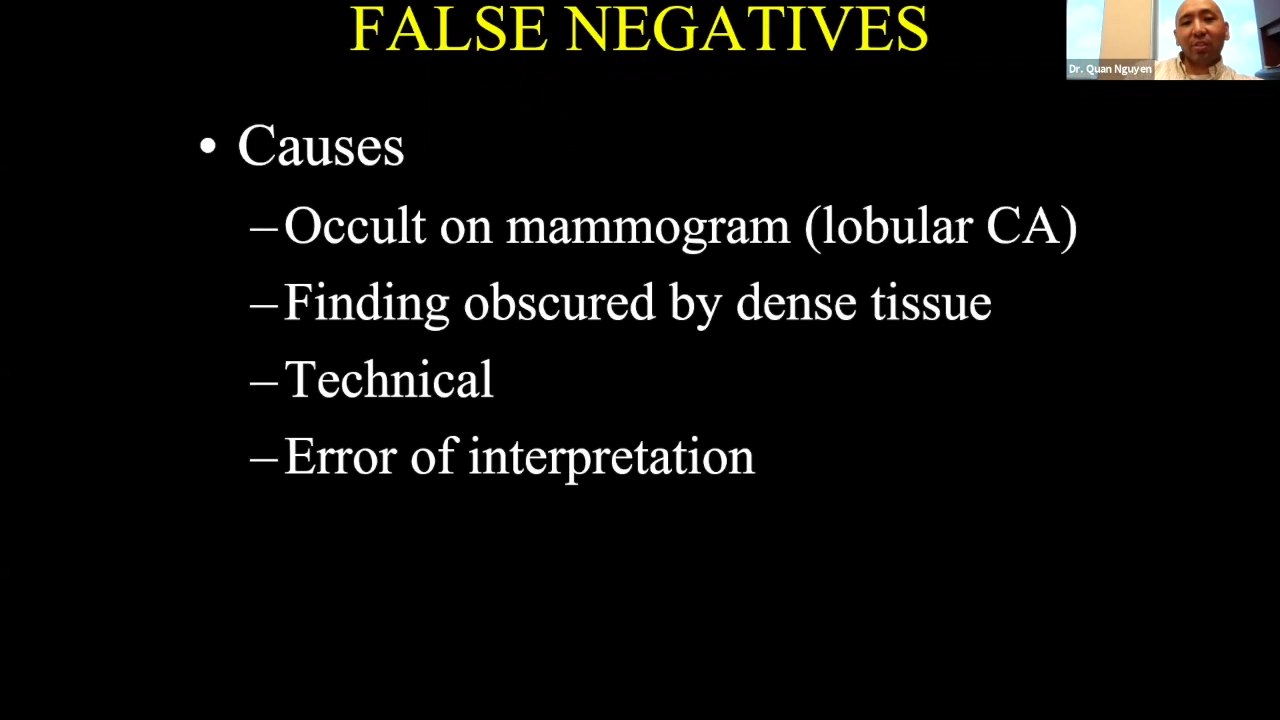 FALSE NEGATIVES
Dr. Quan Nguyen
• Causes
–Occult on mammogram (lobular CA)
–Finding obscured by dense tissue
–Technical
–Error of interpretation